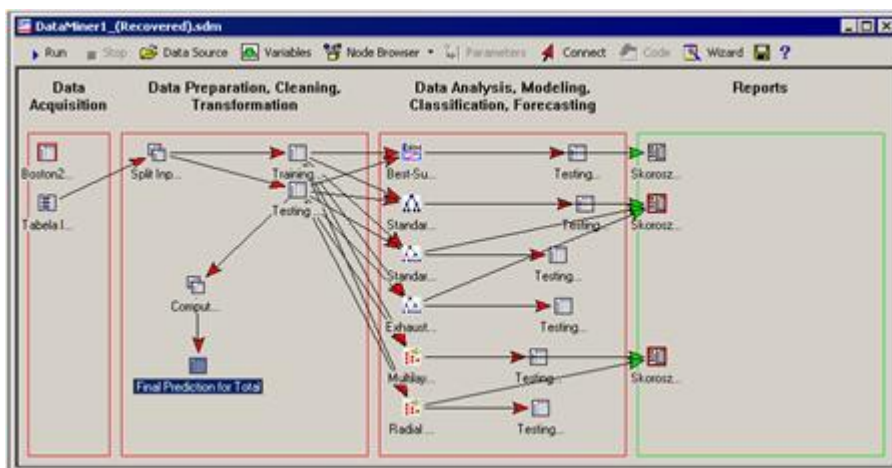 DataMiner1_(Recovered).sdm
Run Stop Data Source Variables Node Browser Parameters Connect Code Wizard ?
Data Acquisition
Data Preparation, Cleaning, Transformation
Data Analysis, Modeling, Classification, Forecasting
Reports
Boston2...
Split Inp...
Training...
Best-Su...
Testing...
Skorosz...
Tabela I...
Testing...
Standar...
Testing
Skorosz...
Standar...
Testing...
Comput...
Exhaust...
Testing...
Final Prediction for Total
Multilay...
Testing...
Skorosz...
Radial ...
Testing...